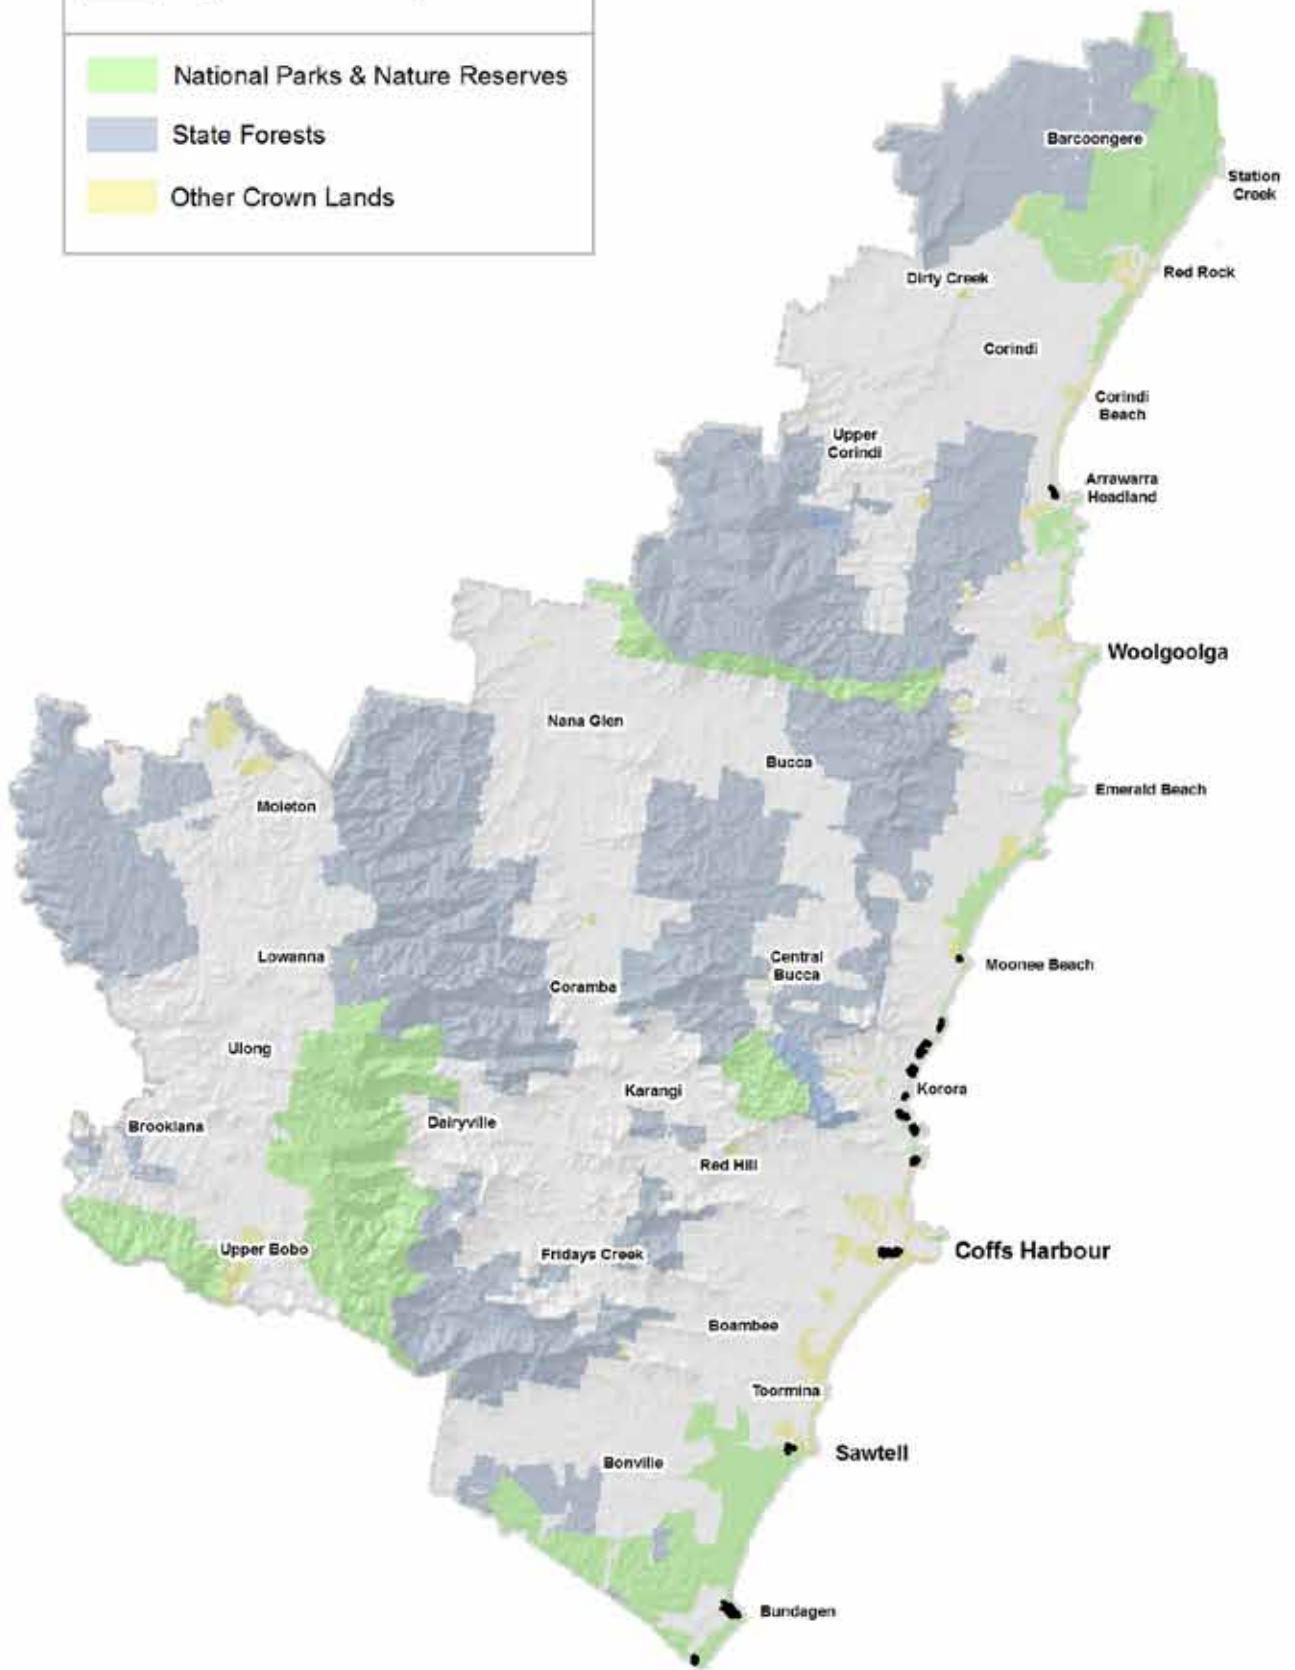 National Parks & Nature Reserves
State Forests
Other Crown Lands
Barcoongere
Station
Creek
Red Rock
Dirty Creek
Corindi
Corindi
Beach
Upper
Corindi
Arrawarra
Headland
Woolgoolga
Nana Glen
Bucca
Emerald Beach
Moleton
Lowanna
Central
Bucca
Moonee Beach
Coramba
Ulong
Karangi
Korora
Brooklana
Dairyville
Red Hill
Upper Bobo
Fridays Creek
Coffs Harbour
Boambee
Toormina
Sawtell
Bonville
Bundagen